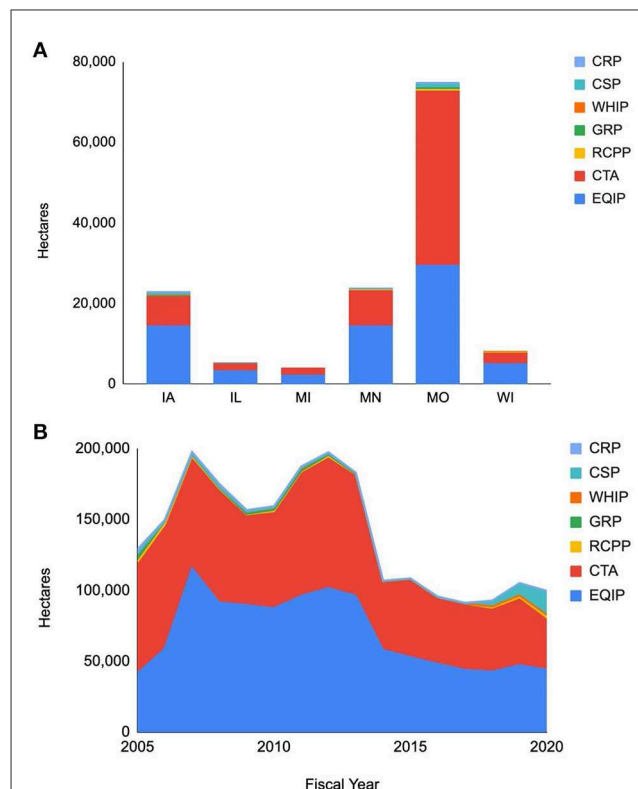 A
80,000
60,000
40,000
20,000
0
Hectares
IA IL MI MN MO WI
CRP
CSP
WHIP
GRP
RCPP
CTA
EQIP
B
200,000
150,000
100,000
50,000
0
Hectares
2005 2010 2015 2020
Fiscal Year
CRP
CSP
WHIP
GRP
RCPP
CTA
EQIP